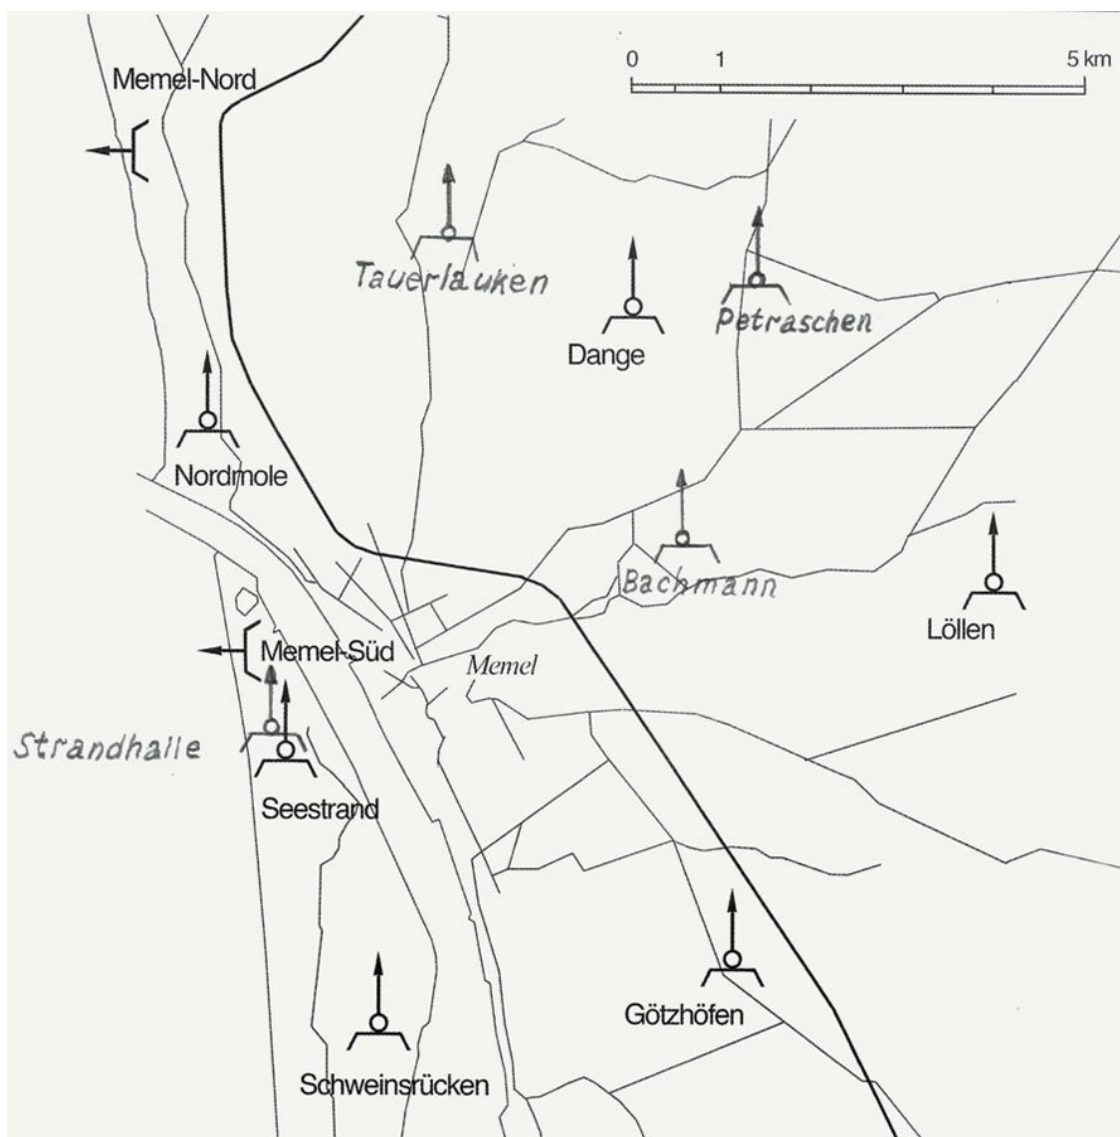 0 1 5 km
Memel-Nord
Tauerlauken
Petraschen
Dange
Nordmole
Bachmann
Löllen
Memel-Süd
Memel
Strandhalle
Seestrand
Götzhöfen
Schweinsrücken